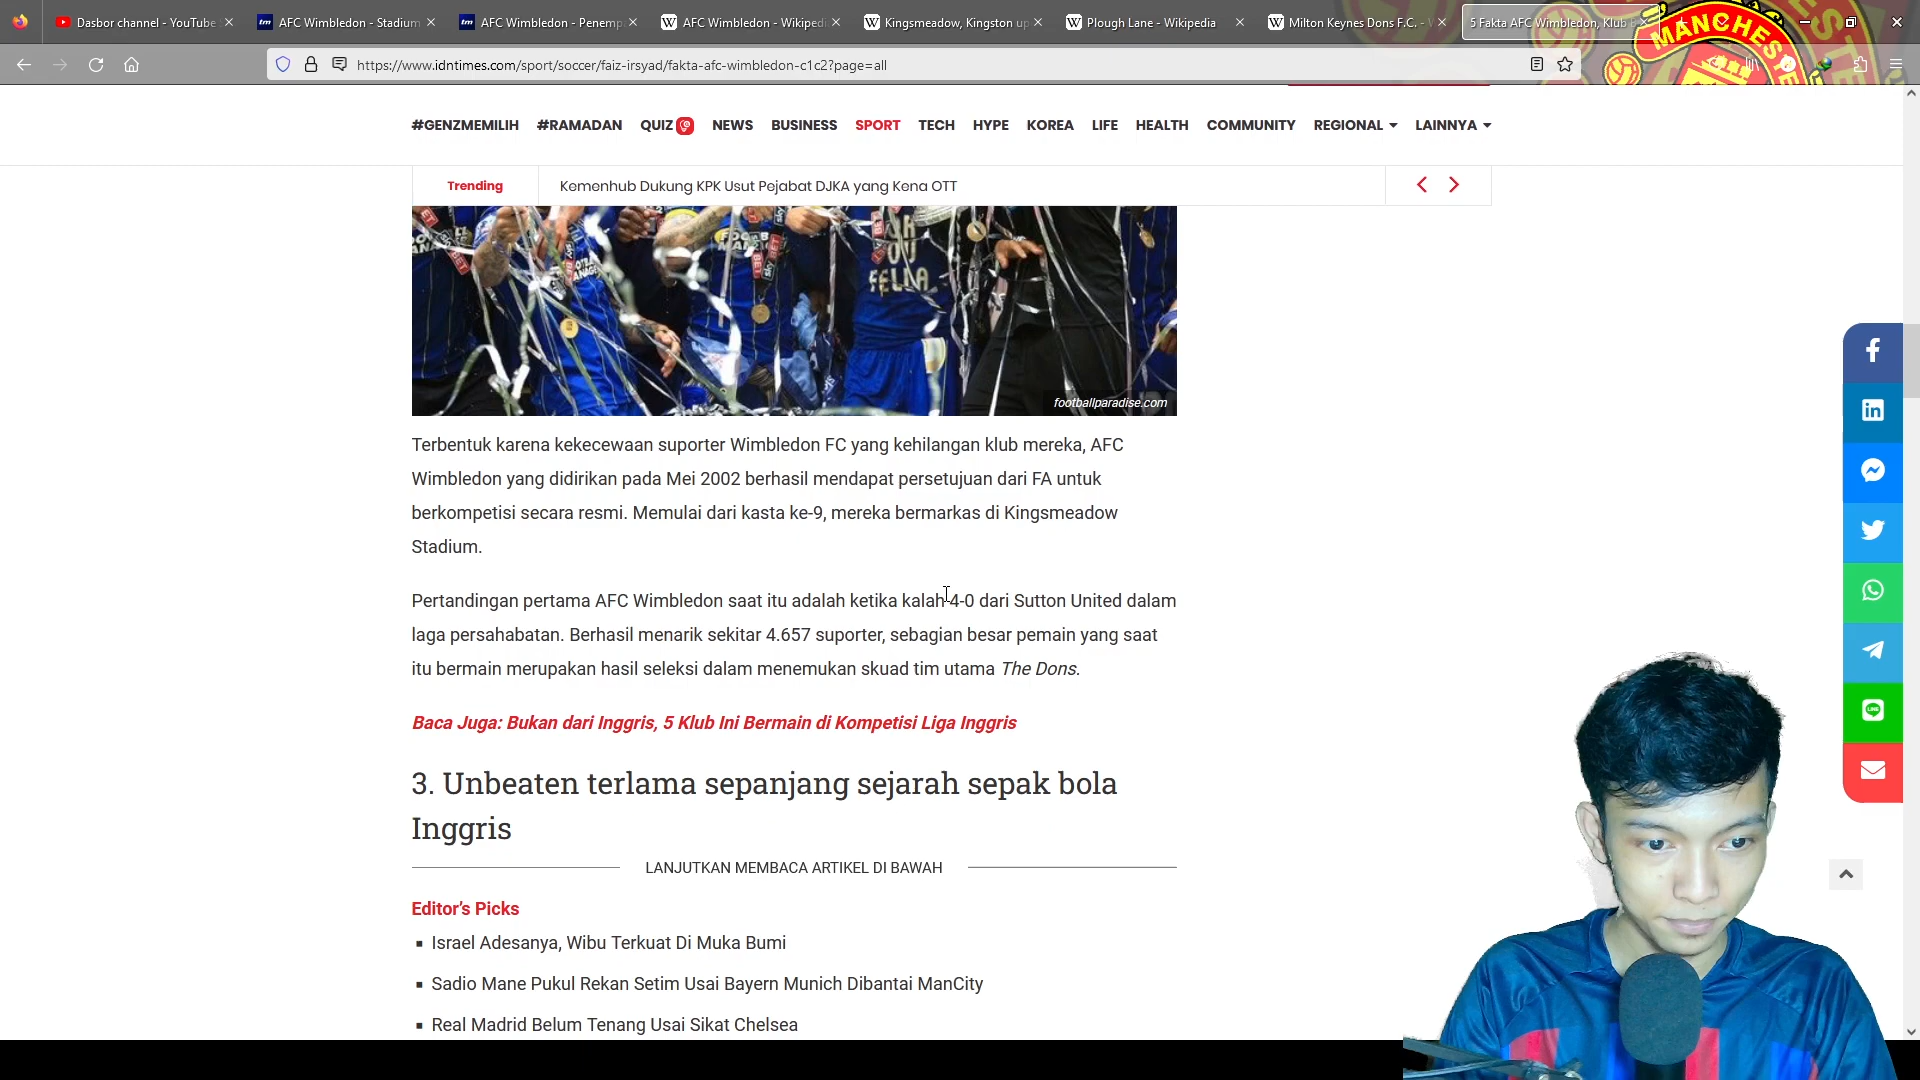 Dasbor channel - YouTube
AFC Wimbledon - Stadium
AFC Wimbledon - Penemp
AFC Wimbledon - Wikipedi
Kingsmeadow, Kingston up
Plough Lane - Wikipedia
Milton Keynes Dons F.C. -
5 Fakta AFC Wimbledon, Klub
MANCHES
https://www.idntimes.com/sport/soccer/faiz-irsyad/fakta-afc-wimbledon-c1c2?page=all
#GENZMEMILIH #RAMADAN QUIZ NEWS BUSINESS SPORT TECH HYPE KOREA LIFE HEALTH COMMUNITY REGIONAL LAINNYA
Trending
Kemenhub Dukung KPK Usut Pejabat DJKA yang Kena OTT
footballparadise.com
Terbentuk karena kekecewaan suporter Wimbledon FC yang kehilangan klub mereka, AFC
Wimbledon yang didirikan pada Mei 2002 berhasil mendapat persetujuan dari FA untuk
berkompetisi secara resmi. Memulai dari kasta ke-9, mereka bermarkas di Kingsmeadow
Stadium.
Pertandingan pertama AFC Wimbledon saat itu adalah ketika kalah 4-0 dari Sutton United dalam
laga persahabatan. Berhasil menarik sekitar 4.657 suporter, sebagian besar pemain yang saat
itu bermain merupakan hasil seleksi dalam menemukan skuad tim utama The Dons.
Baca Juga: Bukan dari Inggris, 5 Klub Ini Bermain di Kompetisi Liga Inggris
3. Unbeaten terlama sepanjang sejarah sepak bola
Inggris
LANJUTKAN MEMBACA ARTIKEL DI BAWAH
Editor's Picks
Israel Adesanya, Wibu Terkuat Di Muka Bumi
Sadio Mane Pukul Rekan Setim Usai Bayern Munich Dibantai ManCity
Real Madrid Belum Tenang Usai Sikat Chelsea